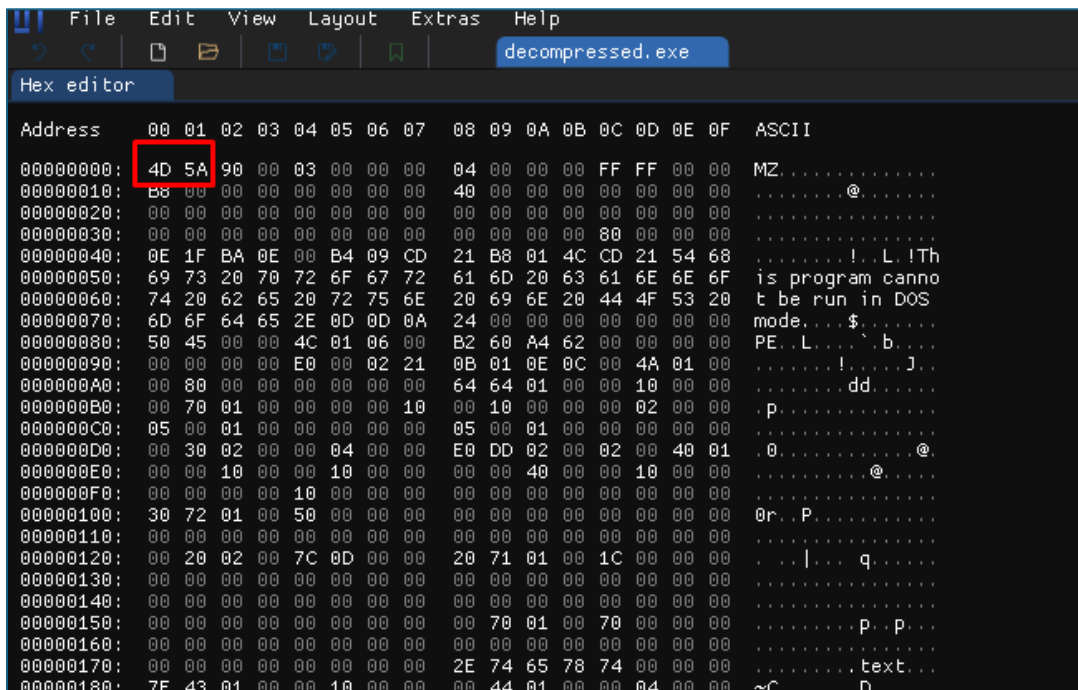 File Edit View Layout Extras Help
decompressed.exe
Hex editor
Address 00 01 02 03 04 05 06 07 08 09 0A 0B 0C 0D 0E 0F ASCII
00000000: 4D 5A 90 00 03 00 00 00 04 00 00 00 FF FF 00 00 MZ..............
00000010: B8 00 00 00 00 00 00 00 40 00 00 00 00 00 00 00 ........@.......
00000020: 00 00 00 00 00 00 00 00 00 00 00 00 00 00 00 00 ................
00000030: 00 00 00 00 00 00 00 00 00 00 00 00 80 00 00 00 ................
00000040: 0E 1F BA 0E 00 B4 09 CD 21 B8 01 4C CD 21 54 68 ........!..L.!Th
00000050: 69 73 20 70 72 6F 67 72 61 6D 20 63 61 6E 6E 6F is program canno
00000060: 74 20 62 65 20 72 75 6E 20 69 6E 20 44 4F 53 20 t be run in DOS
00000070: 6D 6F 64 65 2E 0D 0D 0A 24 00 00 00 00 00 00 00 mode....$.......
00000080: 50 45 00 00 4C 01 06 00 B2 60 A4 62 00 00 00 00 PE..L....`.b....
00000090: 00 00 00 00 E0 00 02 21 0B 01 0E 0C 00 4A 01 00 .......!.....J..
000000A0: 00 80 00 00 00 00 00 00 64 64 01 00 00 10 00 00 ........dd......
000000B0: 00 70 01 00 00 00 00 10 00 10 00 00 00 02 00 00 .p..............
000000C0: 05 00 01 00 00 00 00 00 05 00 01 00 00 00 00 00 ................
000000D0: 00 30 02 00 00 04 00 00 E0 DD 02 00 02 00 40 01 .0............@.
000000E0: 00 00 10 00 00 10 00 00 00 00 40 00 00 10 00 00 ..........@.....
000000F0: 00 00 00 00 10 00 00 00 00 00 00 00 00 00 00 00 ................
00000100: 30 72 01 00 50 00 00 00 00 00 00 00 00 00 00 00 0r..P...........
00000110: 00 00 00 00 00 00 00 00 00 00 00 00 00 00 00 00 ................
00000120: 00 20 02 00 7C 0D 00 00 20 71 01 00 1C 00 00 00 . ..|... q......
00000130: 00 00 00 00 00 00 00 00 00 00 00 00 00 00 00 00 ................
00000140: 00 00 00 00 00 00 00 00 00 00 00 00 00 00 00 00 ................
00000150: 00 00 00 00 00 00 00 00 00 70 01 00 70 00 00 00 .........p..p...
00000160: 00 00 00 00 00 00 00 00 00 00 00 00 00 00 00 00 ................
00000170: 00 00 00 00 00 00 00 00 2E 74 65 78 74 00 00 00 .........text...
00000180: 7E 43 01 00 00 10 00 00 00 44 01 00 00 04 00 00 ~C.......D......